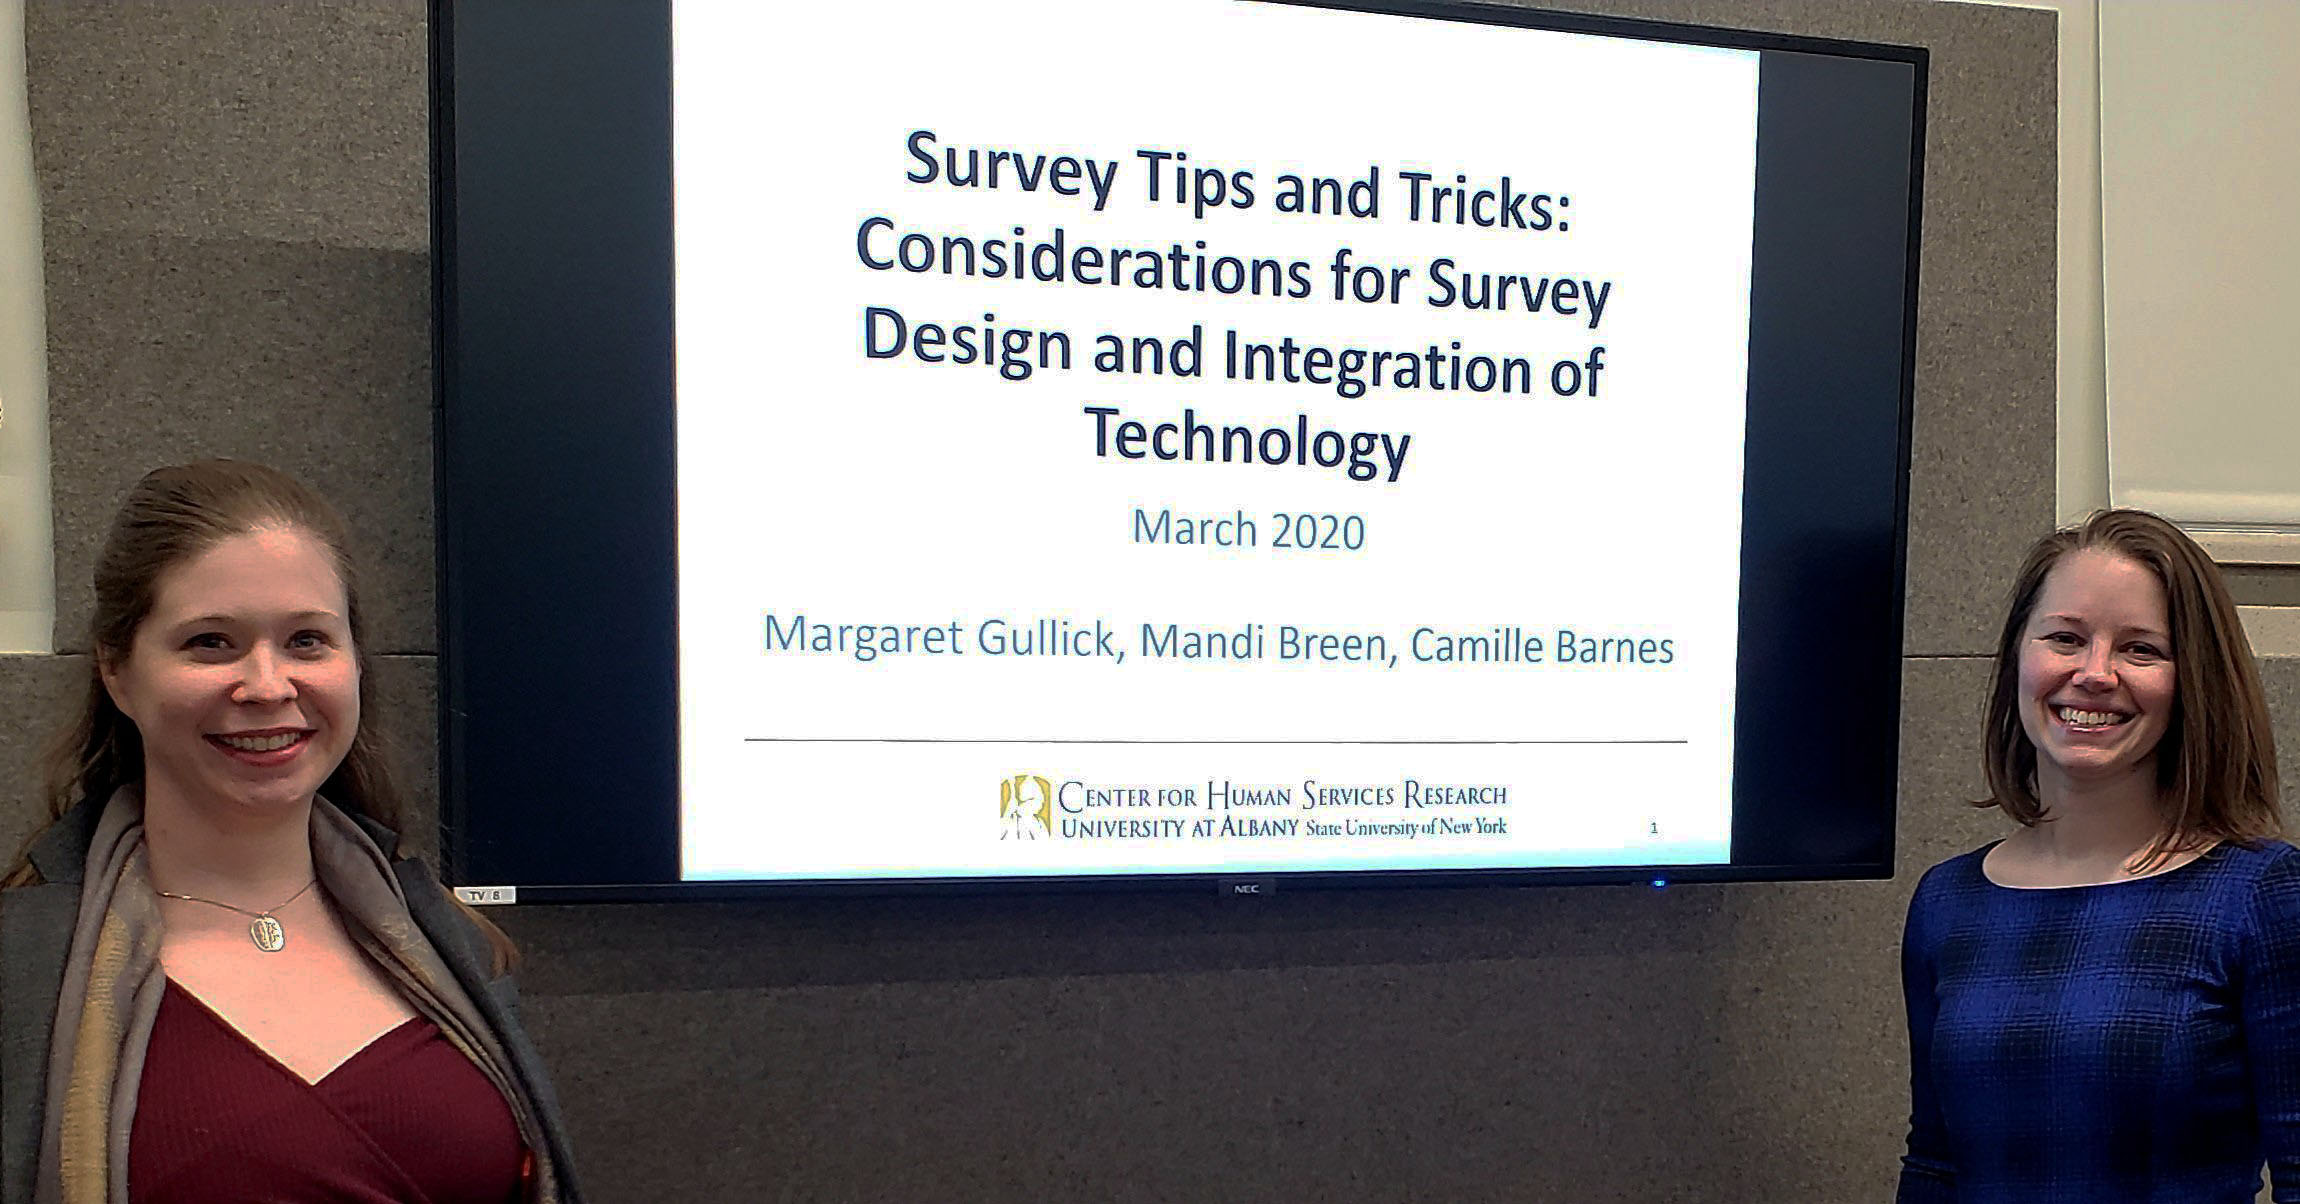 Survey Tips and Tricks:
Considerations for Survey
Design and Integration of
Technology
March 2020
Margaret Gullick, Mandi Breen, Camille Barnes
CENTER FOR HUMAN SERVICES RESEARCH
UNIVERSITY AT ALBANY State University of New York
1
TV 8
NEC